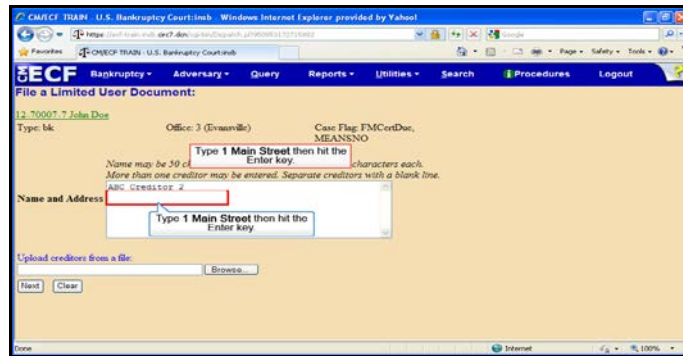 CM/ECF TRAIN - U.S. Bankruptcy Court:insb - Windows Internet Explorer provided by Yahoo!
Google
Favorites CM/ECF TRAIN - U.S. Bankruptcy Court:insb Page Safety Tools
ECF Bankruptcy Adversary Query Reports Utilities Search Procedures Logout
File a Limited User Document:
12-70007-7 John Doe
Type: bk Office: 3 (Evansville) Case Flag: FMCertDue,
MEANSNO
Type 1 Main Street then hit the
Enter key.
Name may be 50 characters each.
More than one creditor may be entered. Separate creditors with a blank line.
ABC Creditor 2
Name and Address
Type 1 Main Street then hit the
Enter key.
Upload creditors from a file:
Browse...
Next Clear
Done Internet 100%